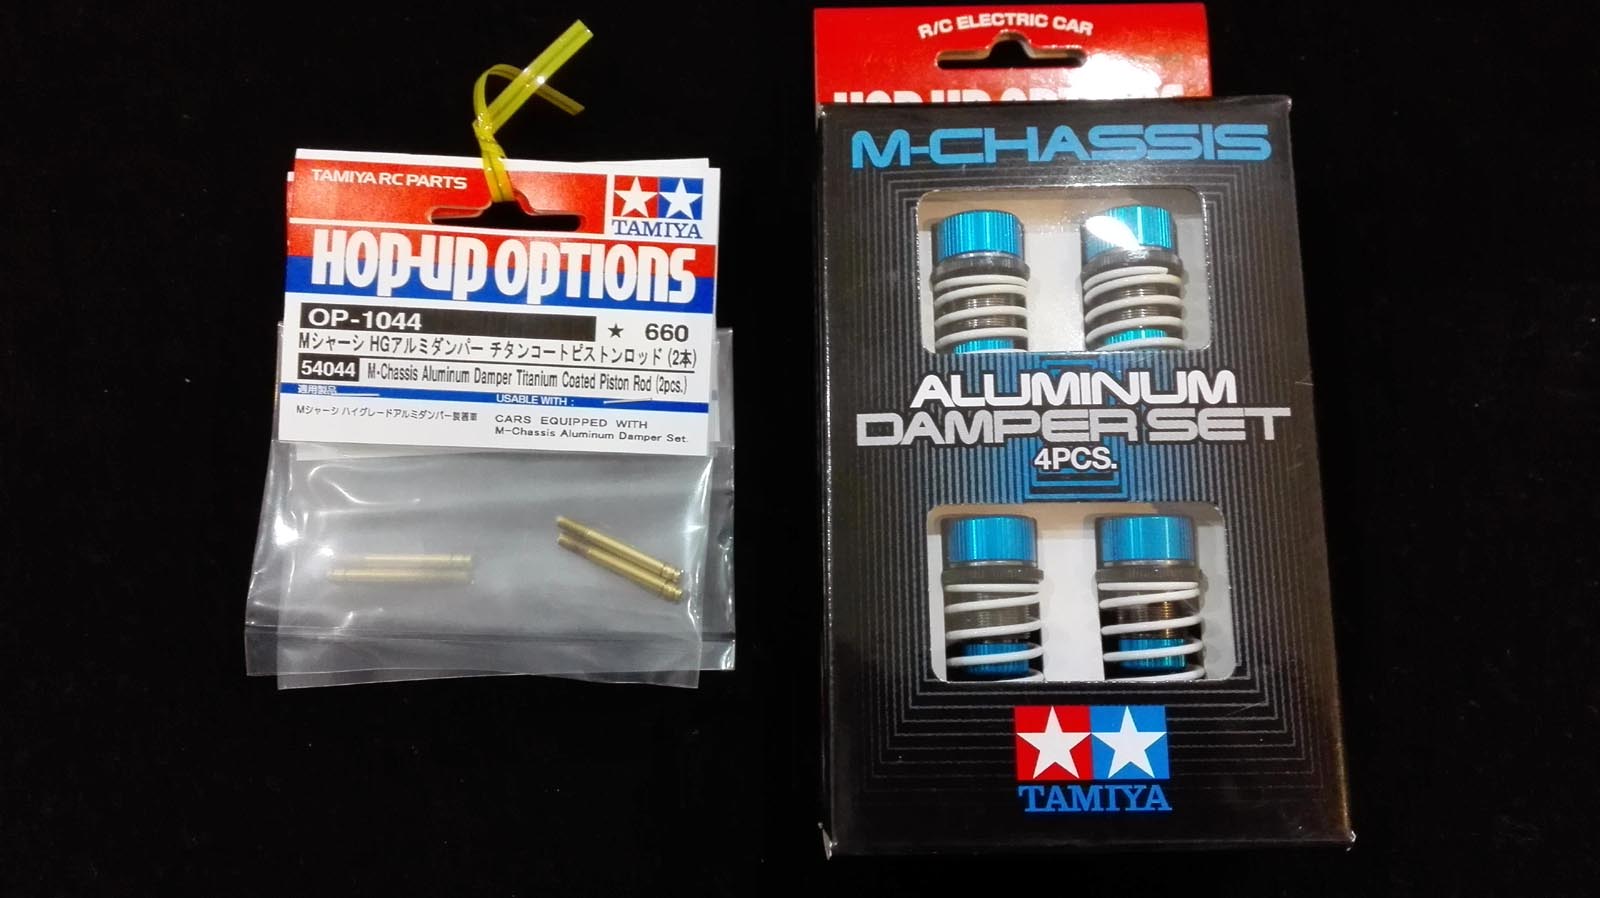 TAMIYA RC PARTS
TAMIYA
HOP-UP OPTIONS
OP-1044 ★ 660
Mシャーシ HGアルミダンパー チタンコートピストンロッド (2本)
54044 M-Chassis Aluminum Damper Titanium Coated Piston Rod (2pcs.)
適用製品 USABLE WITH :
Mシャーシ ハイグレードアルミダンパー装着車
CARS EQUIPPED WITH
M-Chassis Aluminum Damper Set.
R/C ELECTRIC CAR
HOP-UP OPTIONS
M-CHASSIS
ALUMINUM
DAMPER SET
4PCS.
TAMIYA